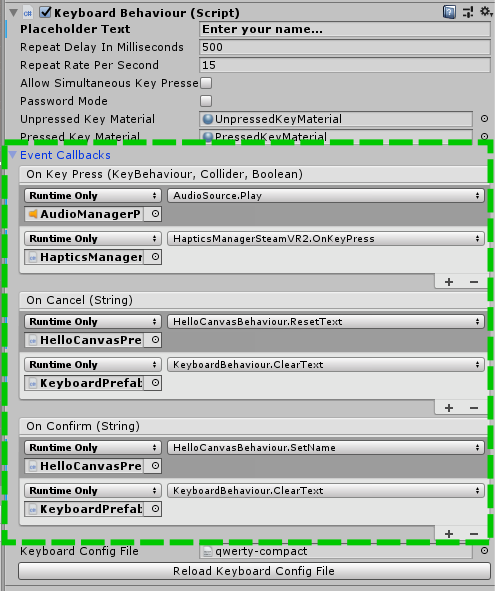 Keyboard Behaviour (Script)
Placeholder Text Enter your name...
Repeat Delay In Milliseconds 500
Repeat Rate Per Second 15
Allow Simultaneous Key Presse
Password Mode
Unpressed Key Material UnpressedKeyMaterial
Pressed Key Material PressedKeyMaterial
Event Callbacks
On Key Press (KeyBehaviour, Collider, Boolean)
Runtime Only AudioSource.Play
AudioManagerP
Runtime Only HapticsManagerSteamVR2.OnKeyPress
HapticsManager
+ −
On Cancel (String)
Runtime Only HelloCanvasBehaviour.ResetText
HelloCanvasPre
Runtime Only KeyboardBehaviour.ClearText
KeyboardPrefab
+ −
On Confirm (String)
Runtime Only HelloCanvasBehaviour.SetName
HelloCanvasPre
Runtime Only KeyboardBehaviour.ClearText
KeyboardPrefab
+ −
Keyboard Config File qwerty-compact
Reload Keyboard Config File